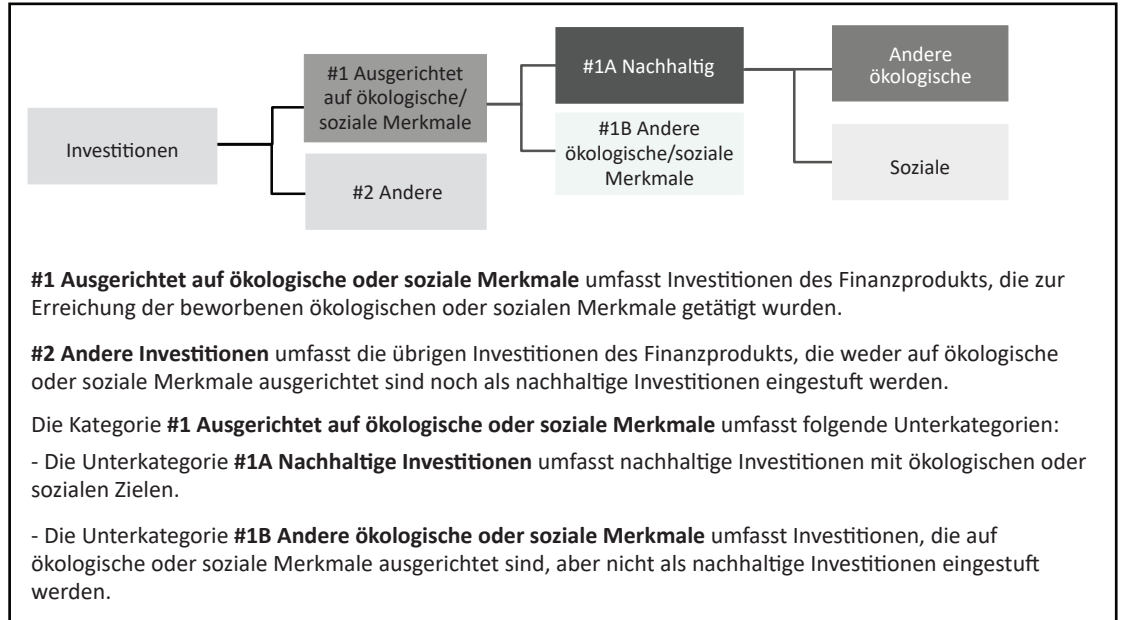 Investitionen
#1 Ausgerichtet
auf ökologische/
soziale Merkmale
#2 Andere
#1A Nachhaltig
#1B Andere
ökologische/soziale
Merkmale
Andere
ökologische
Soziale
#1 Ausgerichtet auf ökologische oder soziale Merkmale umfasst Investitionen des Finanzprodukts, die zur
Erreichung der beworbenen ökologischen oder sozialen Merkmale getätigt wurden.
#2 Andere Investitionen umfasst die übrigen Investitionen des Finanzprodukts, die weder auf ökologische
oder soziale Merkmale ausgerichtet sind noch als nachhaltige Investitionen eingestuft werden.
Die Kategorie #1 Ausgerichtet auf ökologische oder soziale Merkmale umfasst folgende Unterkategorien:
- Die Unterkategorie #1A Nachhaltige Investitionen umfasst nachhaltige Investitionen mit ökologischen oder
sozialen Zielen.
- Die Unterkategorie #1B Andere ökologische oder soziale Merkmale umfasst Investitionen, die auf
ökologische oder soziale Merkmale ausgerichtet sind, aber nicht als nachhaltige Investitionen eingestuft
werden.